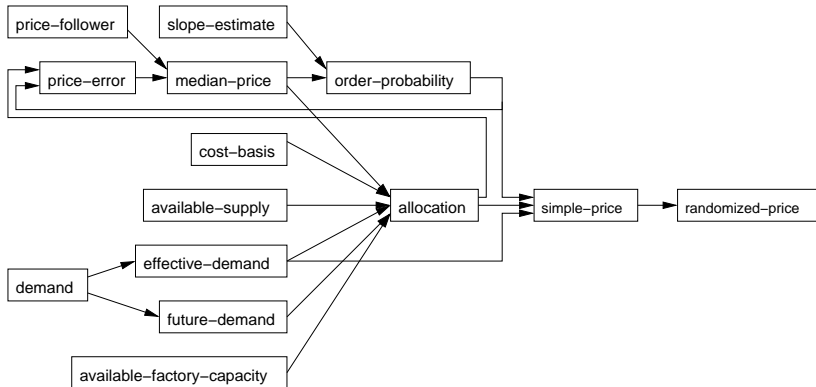 price−follower
slope−estimate
price−error
median−price
order−probability
cost−basis
available−supply
allocation
simple−price
randomized−price
effective−demand
demand
future−demand
available−factory−capacity